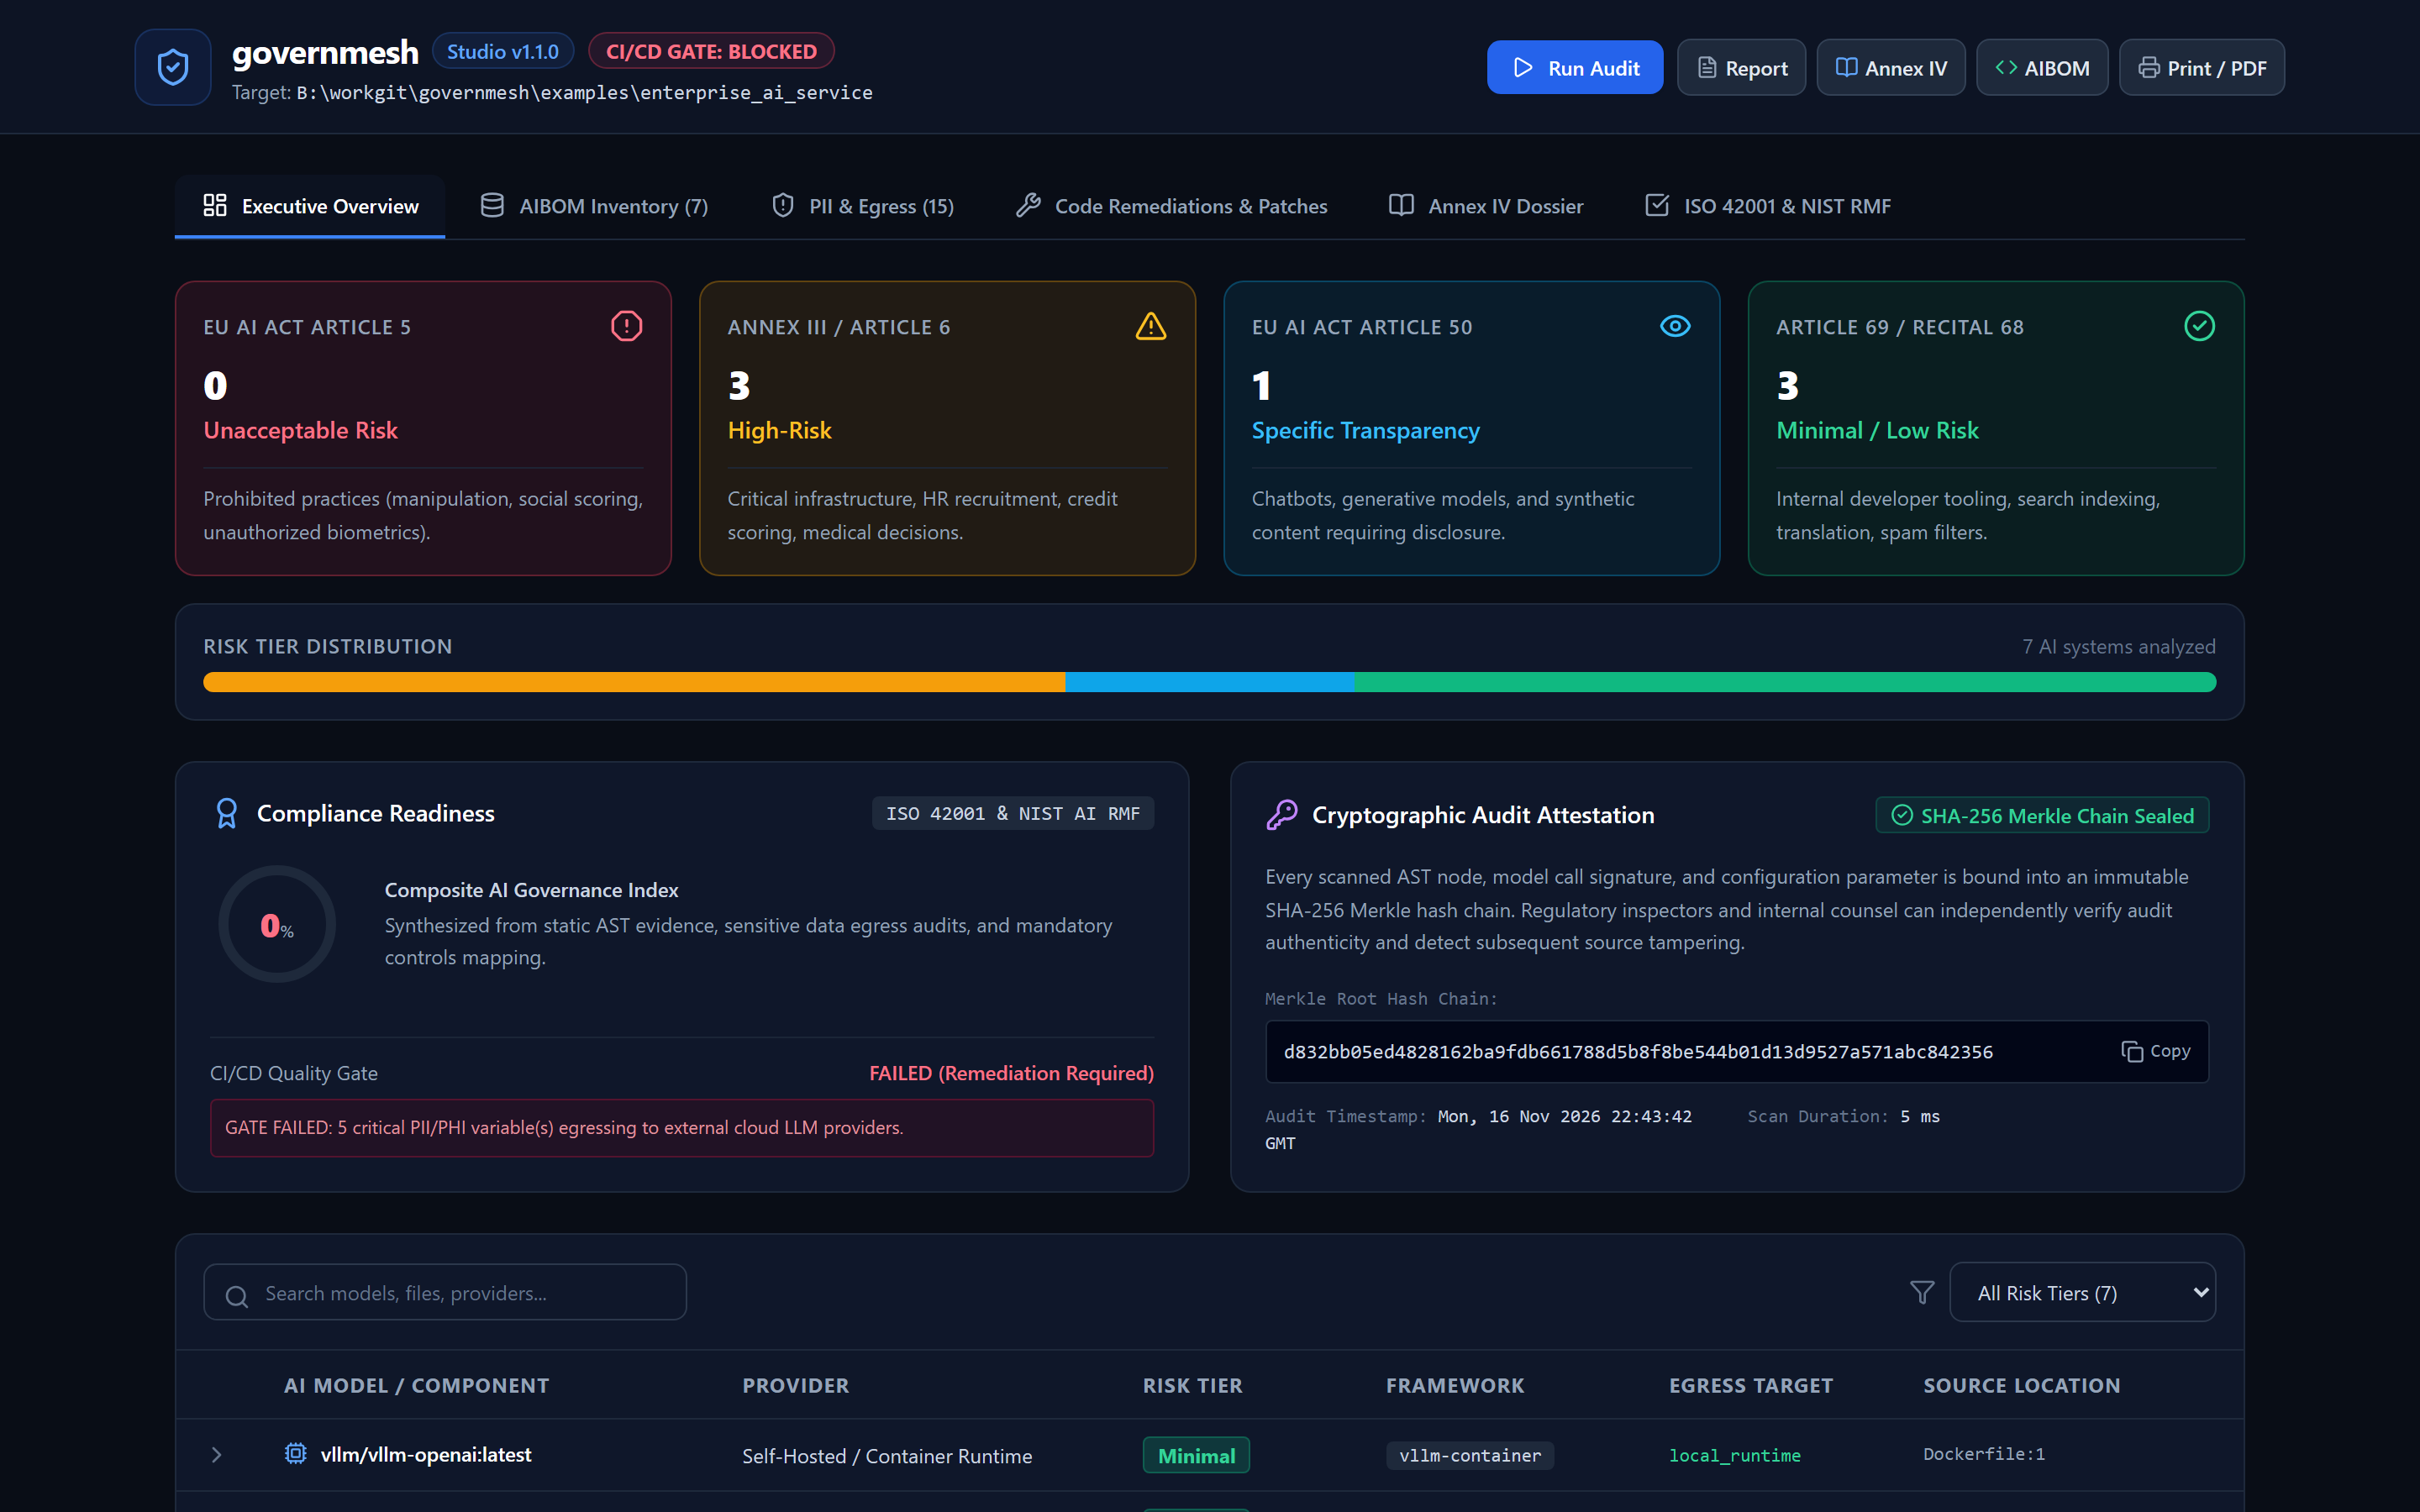 governmesh
Studio v1.1.0
CI/CD GATE: BLOCKED
Target: B:\workgit\governmesh\examples\enterprise_ai_service
Run Audit
Report
Annex IV
AIBOM
Print / PDF
Executive Overview
AIBOM Inventory (7)
PII & Egress (15)
Code Remediations & Patches
Annex IV Dossier
ISO 42001 & NIST RMF
EU AI ACT ARTICLE 5
0
Unacceptable Risk
Prohibited practices (manipulation, social scoring,
unauthorized biometrics).
ANNEX III / ARTICLE 6
3
High-Risk
Critical infrastructure, HR recruitment, credit
scoring, medical decisions.
EU AI ACT ARTICLE 50
1
Specific Transparency
Chatbots, generative models, and synthetic
content requiring disclosure.
ARTICLE 69 / RECITAL 68
3
Minimal / Low Risk
Internal developer tooling, search indexing,
translation, spam filters.
RISK TIER DISTRIBUTION
7 AI systems analyzed
Compliance Readiness
ISO 42001 & NIST AI RMF
0%
Composite AI Governance Index
Synthesized from static AST evidence, sensitive data egress audits, and mandatory
controls mapping.
CI/CD Quality Gate
FAILED (Remediation Required)
GATE FAILED: 5 critical PII/PHI variable(s) egressing to external cloud LLM providers.
Cryptographic Audit Attestation
SHA-256 Merkle Chain Sealed
Every scanned AST node, model call signature, and configuration parameter is bound into an immutable
SHA-256 Merkle hash chain. Regulatory inspectors and internal counsel can independently verify audit
authenticity and detect subsequent source tampering.
Merkle Root Hash Chain:
d832bb05ed4828162ba9fdb661788d5b8f8be544b01d13d9527a571abc842356
Copy
Audit Timestamp: Mon, 16 Nov 2026 22:43:42
GMT
Scan Duration: 5 ms
Search models, files, providers...
All Risk Tiers (7)
AI MODEL / COMPONENT
PROVIDER
RISK TIER
FRAMEWORK
EGRESS TARGET
SOURCE LOCATION
vllm/vllm-openai:latest
Self-Hosted / Container Runtime
Minimal
vllm-container
local_runtime
Dockerfile:1